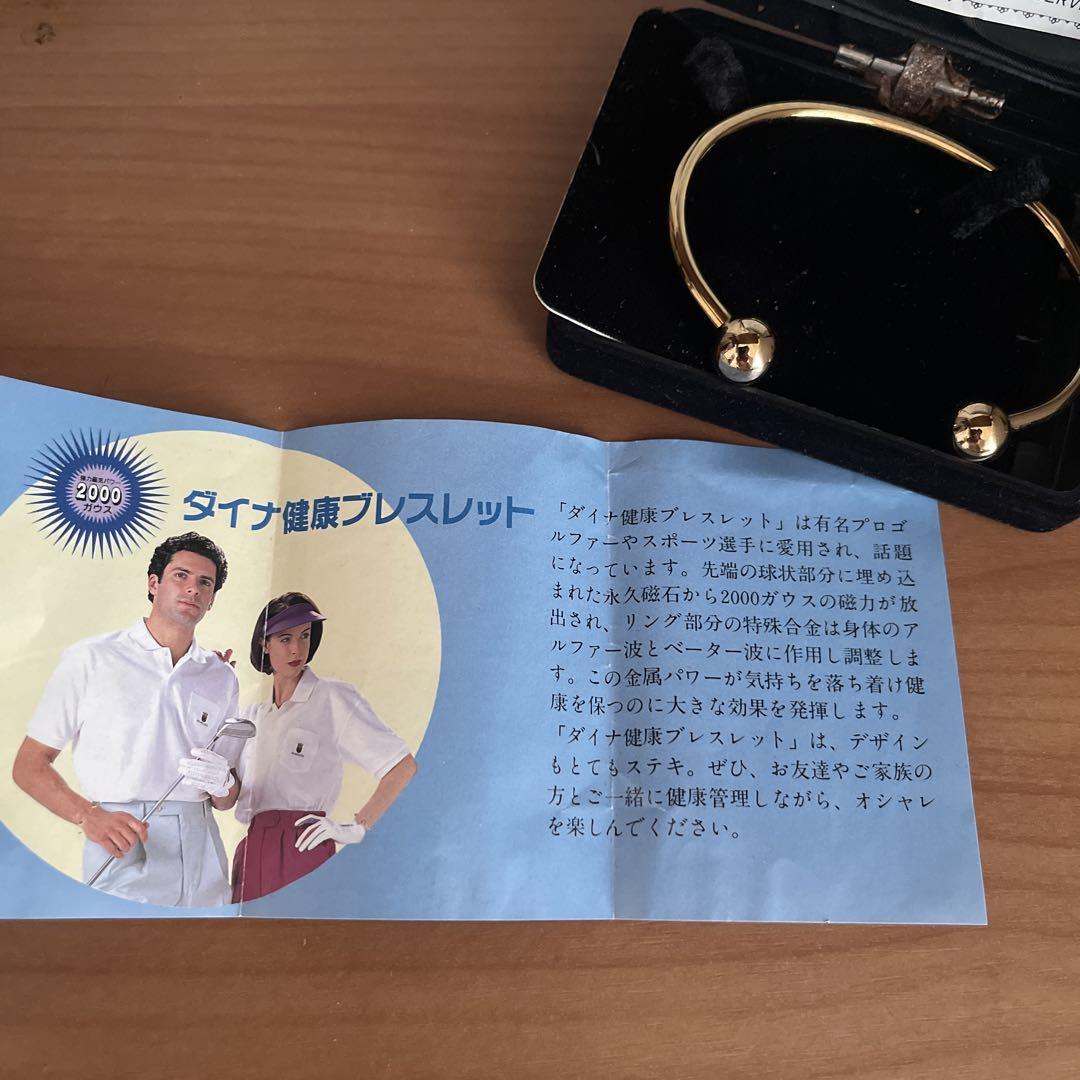 2000
ガウス
ダイナ健康ブレスレット
「ダイナ健康ブレスレット」は有名プロゴ
ルファーやスポーツ選手に愛用され、話題
になっています。先端の球状部分に埋め込
まれた永久磁石から2000ガウスの磁力が放
出され、リング部分の特殊合金は身体のア
ルファー波とベーター波に作用し調整しま
す。この金属パワーが気持ちを落ち着け健
康を保つのに大きな効果を発揮します。
「ダイナ健康ブレスレット」は、デザイン
もとてもステキ。ぜひ、お友達やご家族の
方とご一緒に健康管理しながら、オシャレ
を楽しんでください。